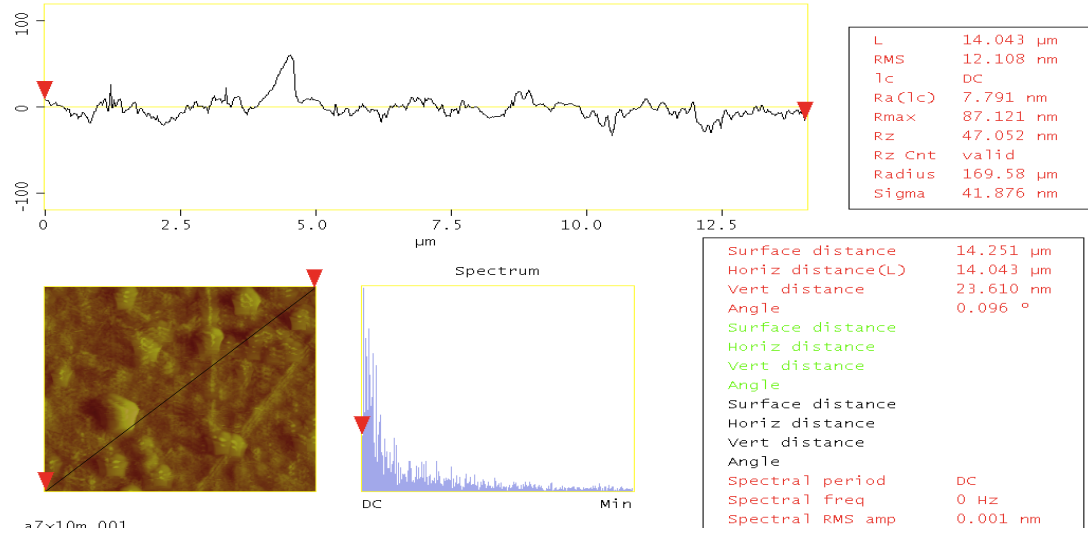 100
0
-100
0 2.5 5.0 7.5 10.0 12.5
µm
L 14.043 µm
RMS 12.108 nm
lc DC
Ra(lc) 7.791 nm
Rmax 87.121 nm
Rz 47.052 nm
Rz Cnt valid
Radius 169.58 µm
Sigma 41.876 nm
Spectrum
DC Min
a7x10m.001
Surface distance 14.251 µm
Horiz distance(L) 14.043 µm
Vert distance 23.610 nm
Angle 0.096 º
Surface distance
Horiz distance
Vert distance
Angle
Surface distance
Horiz distance
Vert distance
Angle
Spectral period DC
Spectral freq 0 Hz
Spectral RMS amp 0.001 nm